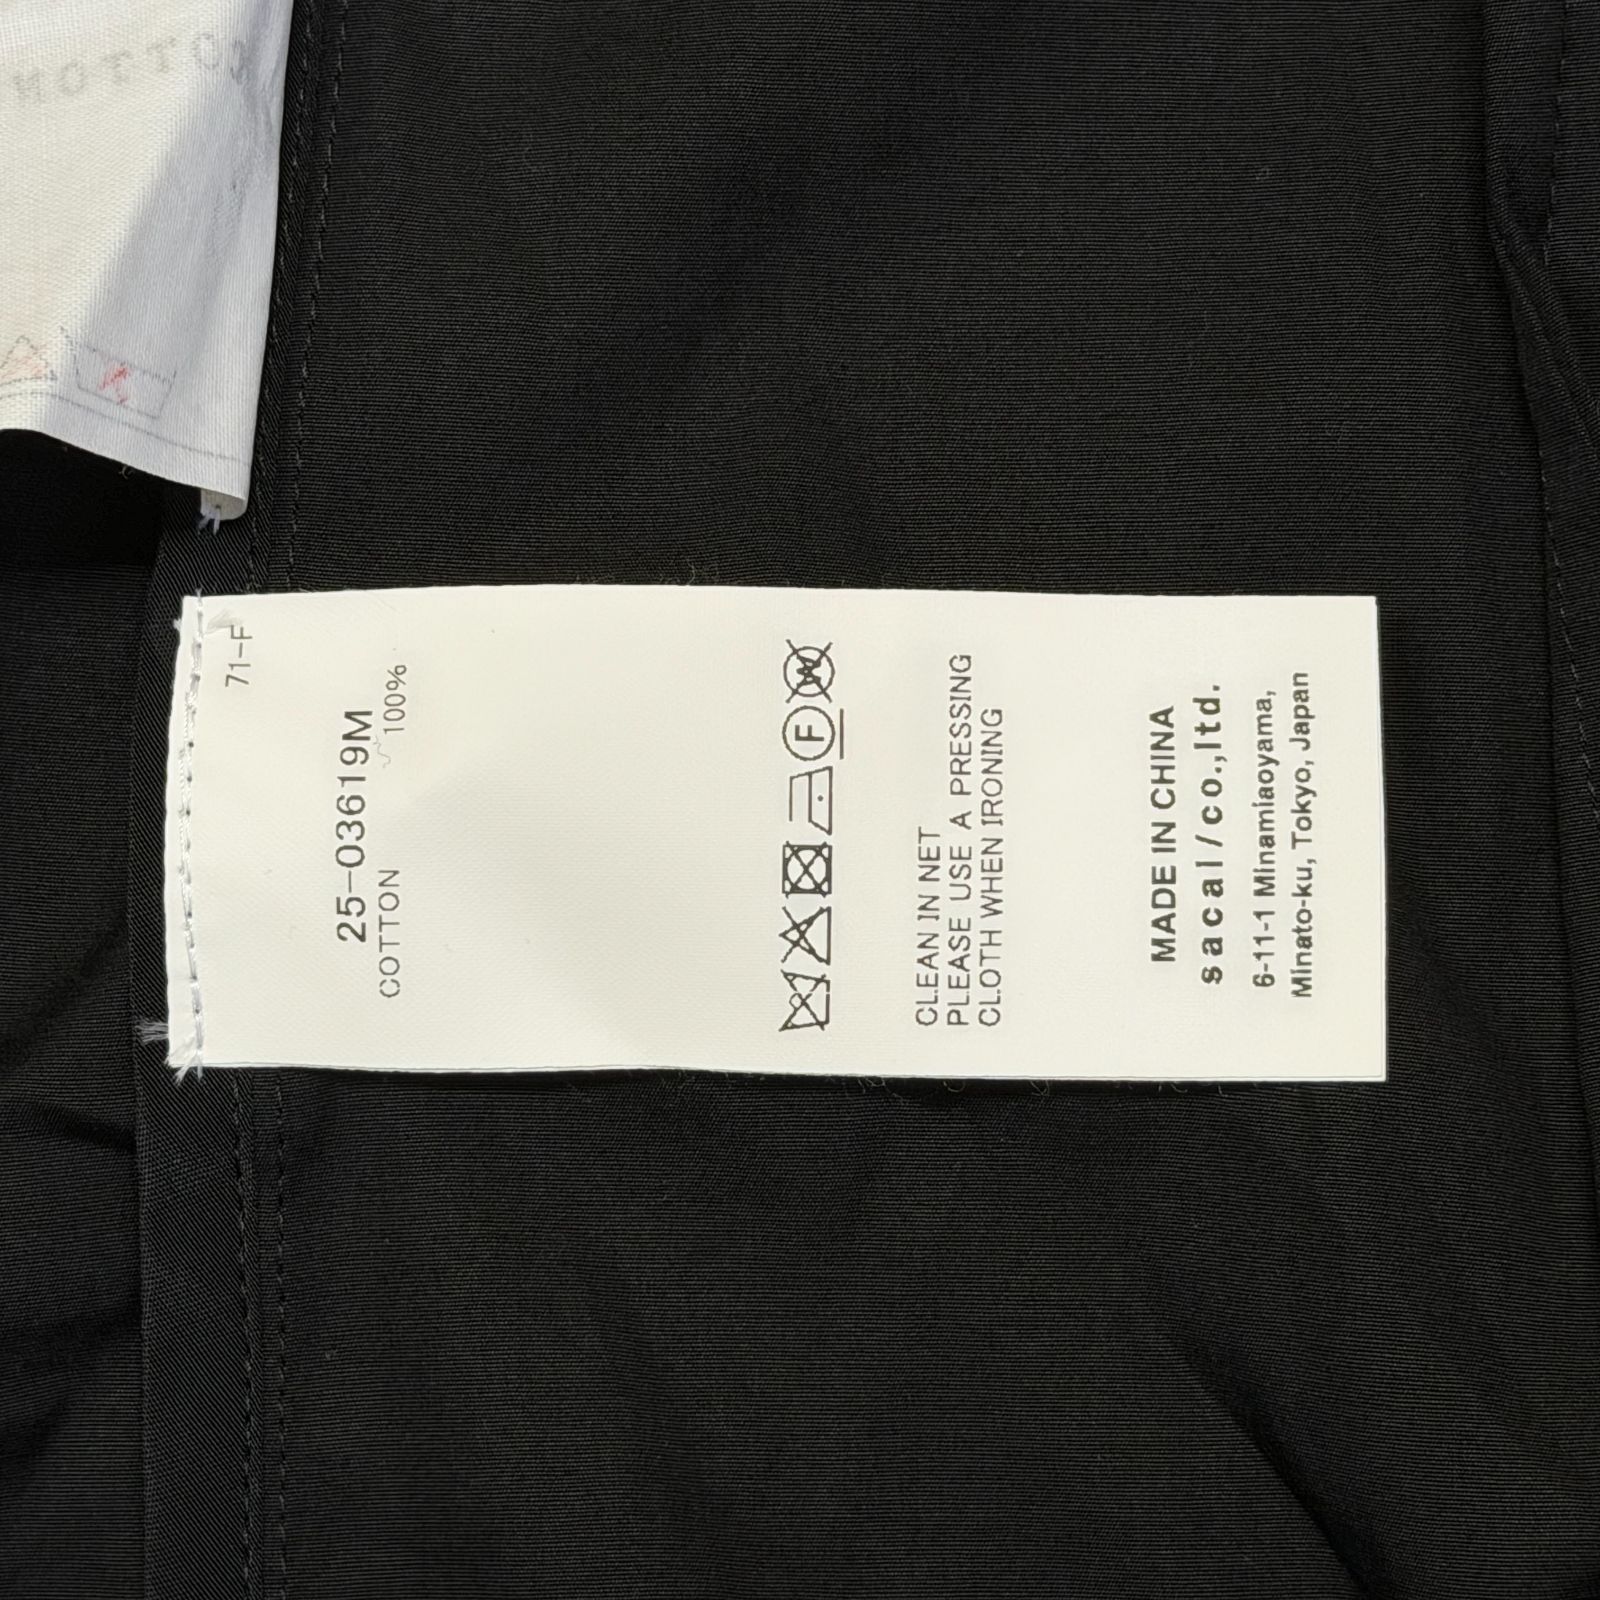 71-F
25-03619M
COTTON 100%
F
W
CLEAN IN NET
PLEASE USE A PRESSING
CLOTH WHEN IRONING
MADE IN CHINA
sacai/co.,ltd.
6-11-1 Minamiaoyama,
Minato-ku, Tokyo, Japan